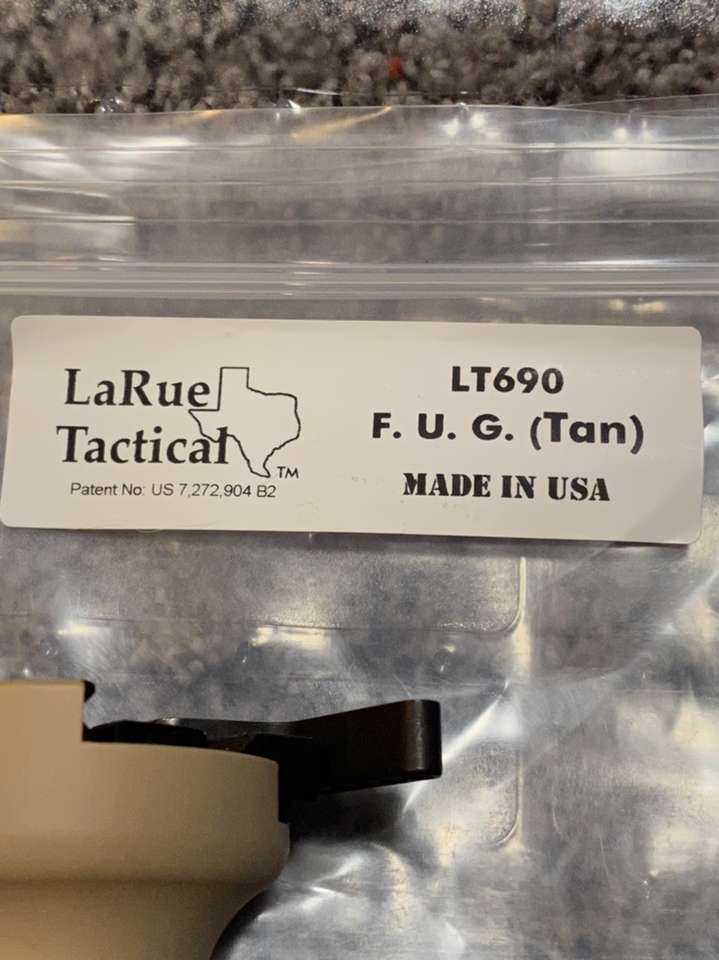 LaRue
Tactical
TM
Patent No: US 7,272,904 B2
LT690
F. U. G. (Tan)
MADE IN USA